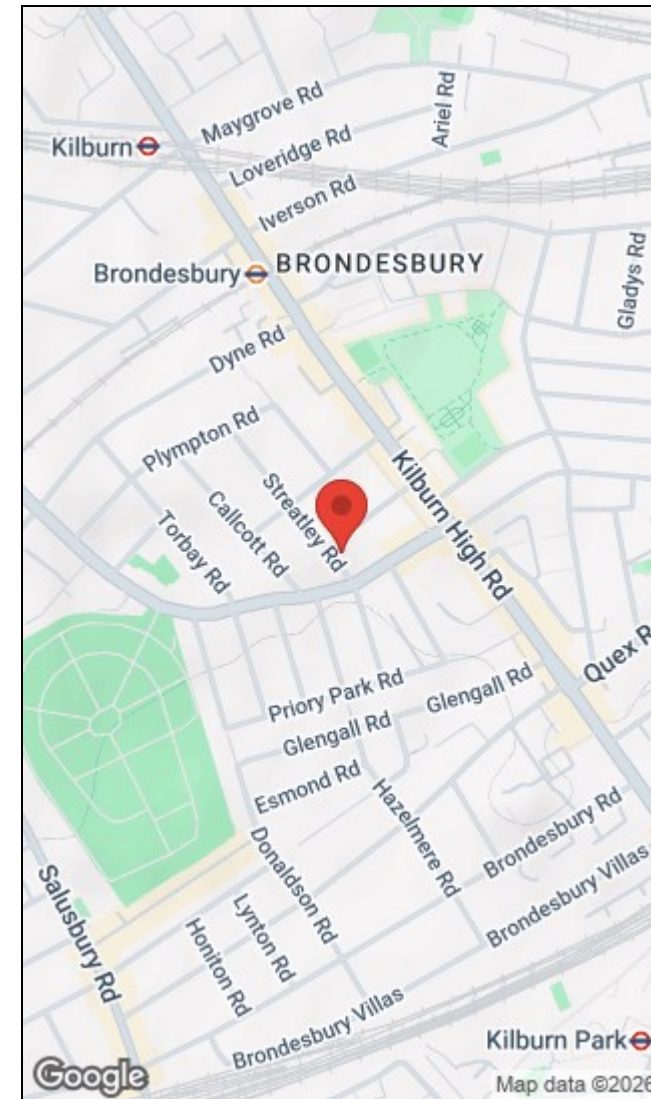 Maygrove Rd
Ariel Rd
Kilburn
Loveridge Rd
Iverson Rd
Gladys Rd
BRONDESBURY
Brondesbury
Dyne Rd
Plympton Rd
Kilburn High Rd
Streatley Rd
Callcott Rd
Torbay Rd
Quex R
Priory Park Rd
Glengall Rd
Glengall Rd
Esmond Rd
Hazelmere Rd
Brondesbury Rd
Donaldson Rd
Brondesbury Villas
Salusbury Rd
Lynton Rd
Honiton Rd
Brondesbury Villas
Kilburn Park
Google
Map data ©2026